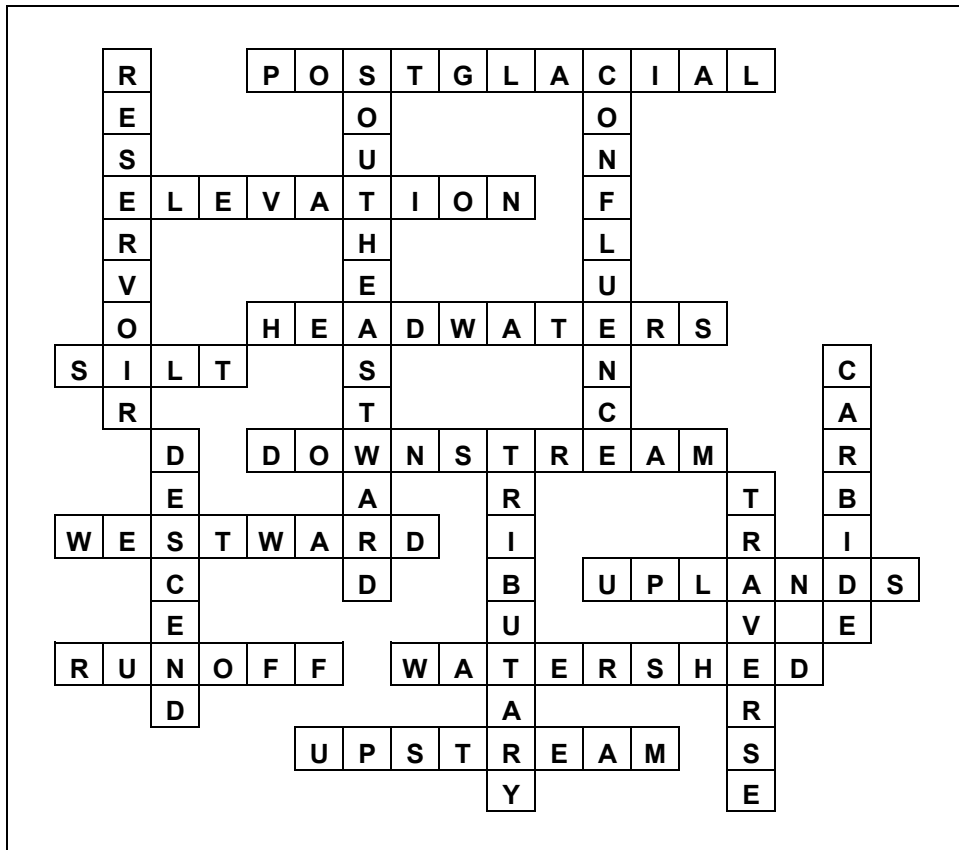 R P O S T G L A C I A L
E O O
S U N
E L E V A T I O N F
R H L
V E U
O H E A D W A T E R S
S I L T S N C
R T C A
D D O W N S T R E A M R
E A R T B
W E S T W A R D I R I
C D B U P L A N D S
E U V E
R U N O F F W A T E R S H E D
D A R
U P S T R E A M S
Y E